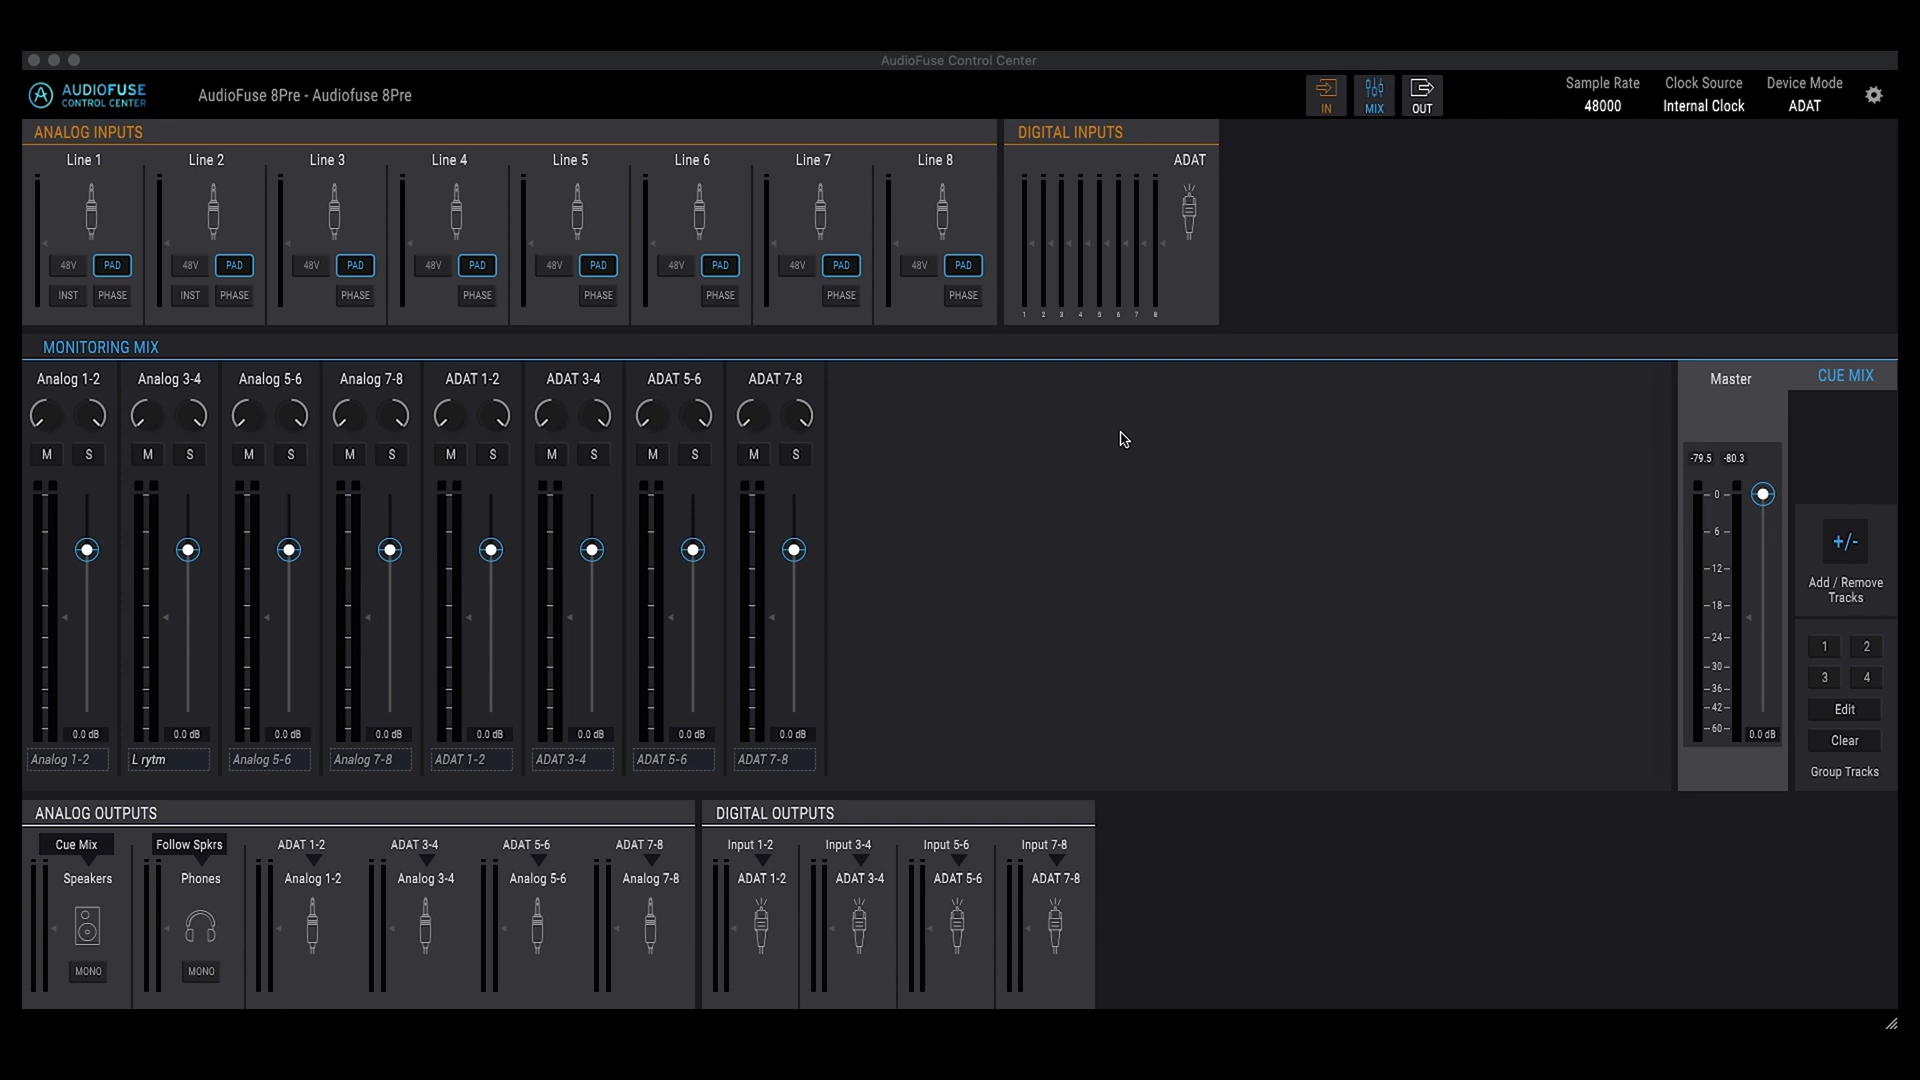 AudioFuse Control Center
AUDIOFUSE
CONTROL CENTER
AudioFuse 8Pre - Audiofuse 8Pre
IN
MIX
OUT
Sample Rate
48000
Clock Source
Internal Clock
Device Mode
ADAT
ANALOG INPUTS
DIGITAL INPUTS
Line 1
Line 2
Line 3
Line 4
Line 5
Line 6
Line 7
Line 8
ADAT
48V PAD
48V PAD
48V PAD
48V PAD
48V PAD
48V PAD
48V PAD
48V PAD
INST PHASE
INST PHASE
PHASE
PHASE
PHASE
PHASE
PHASE
PHASE
1 2 3 4 5 6 7 8
MONITORING MIX
Analog 1-2
Analog 3-4
Analog 5-6
Analog 7-8
ADAT 1-2
ADAT 3-4
ADAT 5-6
ADAT 7-8
Master
CUE MIX
M S
M S
M S
M S
M S
M S
M S
M S
-79.5 -80.3
0
6
12
18
24
30
36
42
60
+/-
Add / Remove
Tracks
1 2
3 4
Edit
Clear
Group Tracks
0.0 dB
0.0 dB
0.0 dB
0.0 dB
0.0 dB
0.0 dB
0.0 dB
0.0 dB
0.0 dB
Analog 1-2
L rytm
Analog 5-6
Analog 7-8
ADAT 1-2
ADAT 3-4
ADAT 5-6
ADAT 7-8
ANALOG OUTPUTS
DIGITAL OUTPUTS
Cue Mix
Follow Spkrs
ADAT 1-2
ADAT 3-4
ADAT 5-6
ADAT 7-8
Input 1-2
Input 3-4
Input 5-6
Input 7-8
Speakers
Phones
Analog 1-2
Analog 3-4
Analog 5-6
Analog 7-8
ADAT 1-2
ADAT 3-4
ADAT 5-6
ADAT 7-8
MONO
MONO